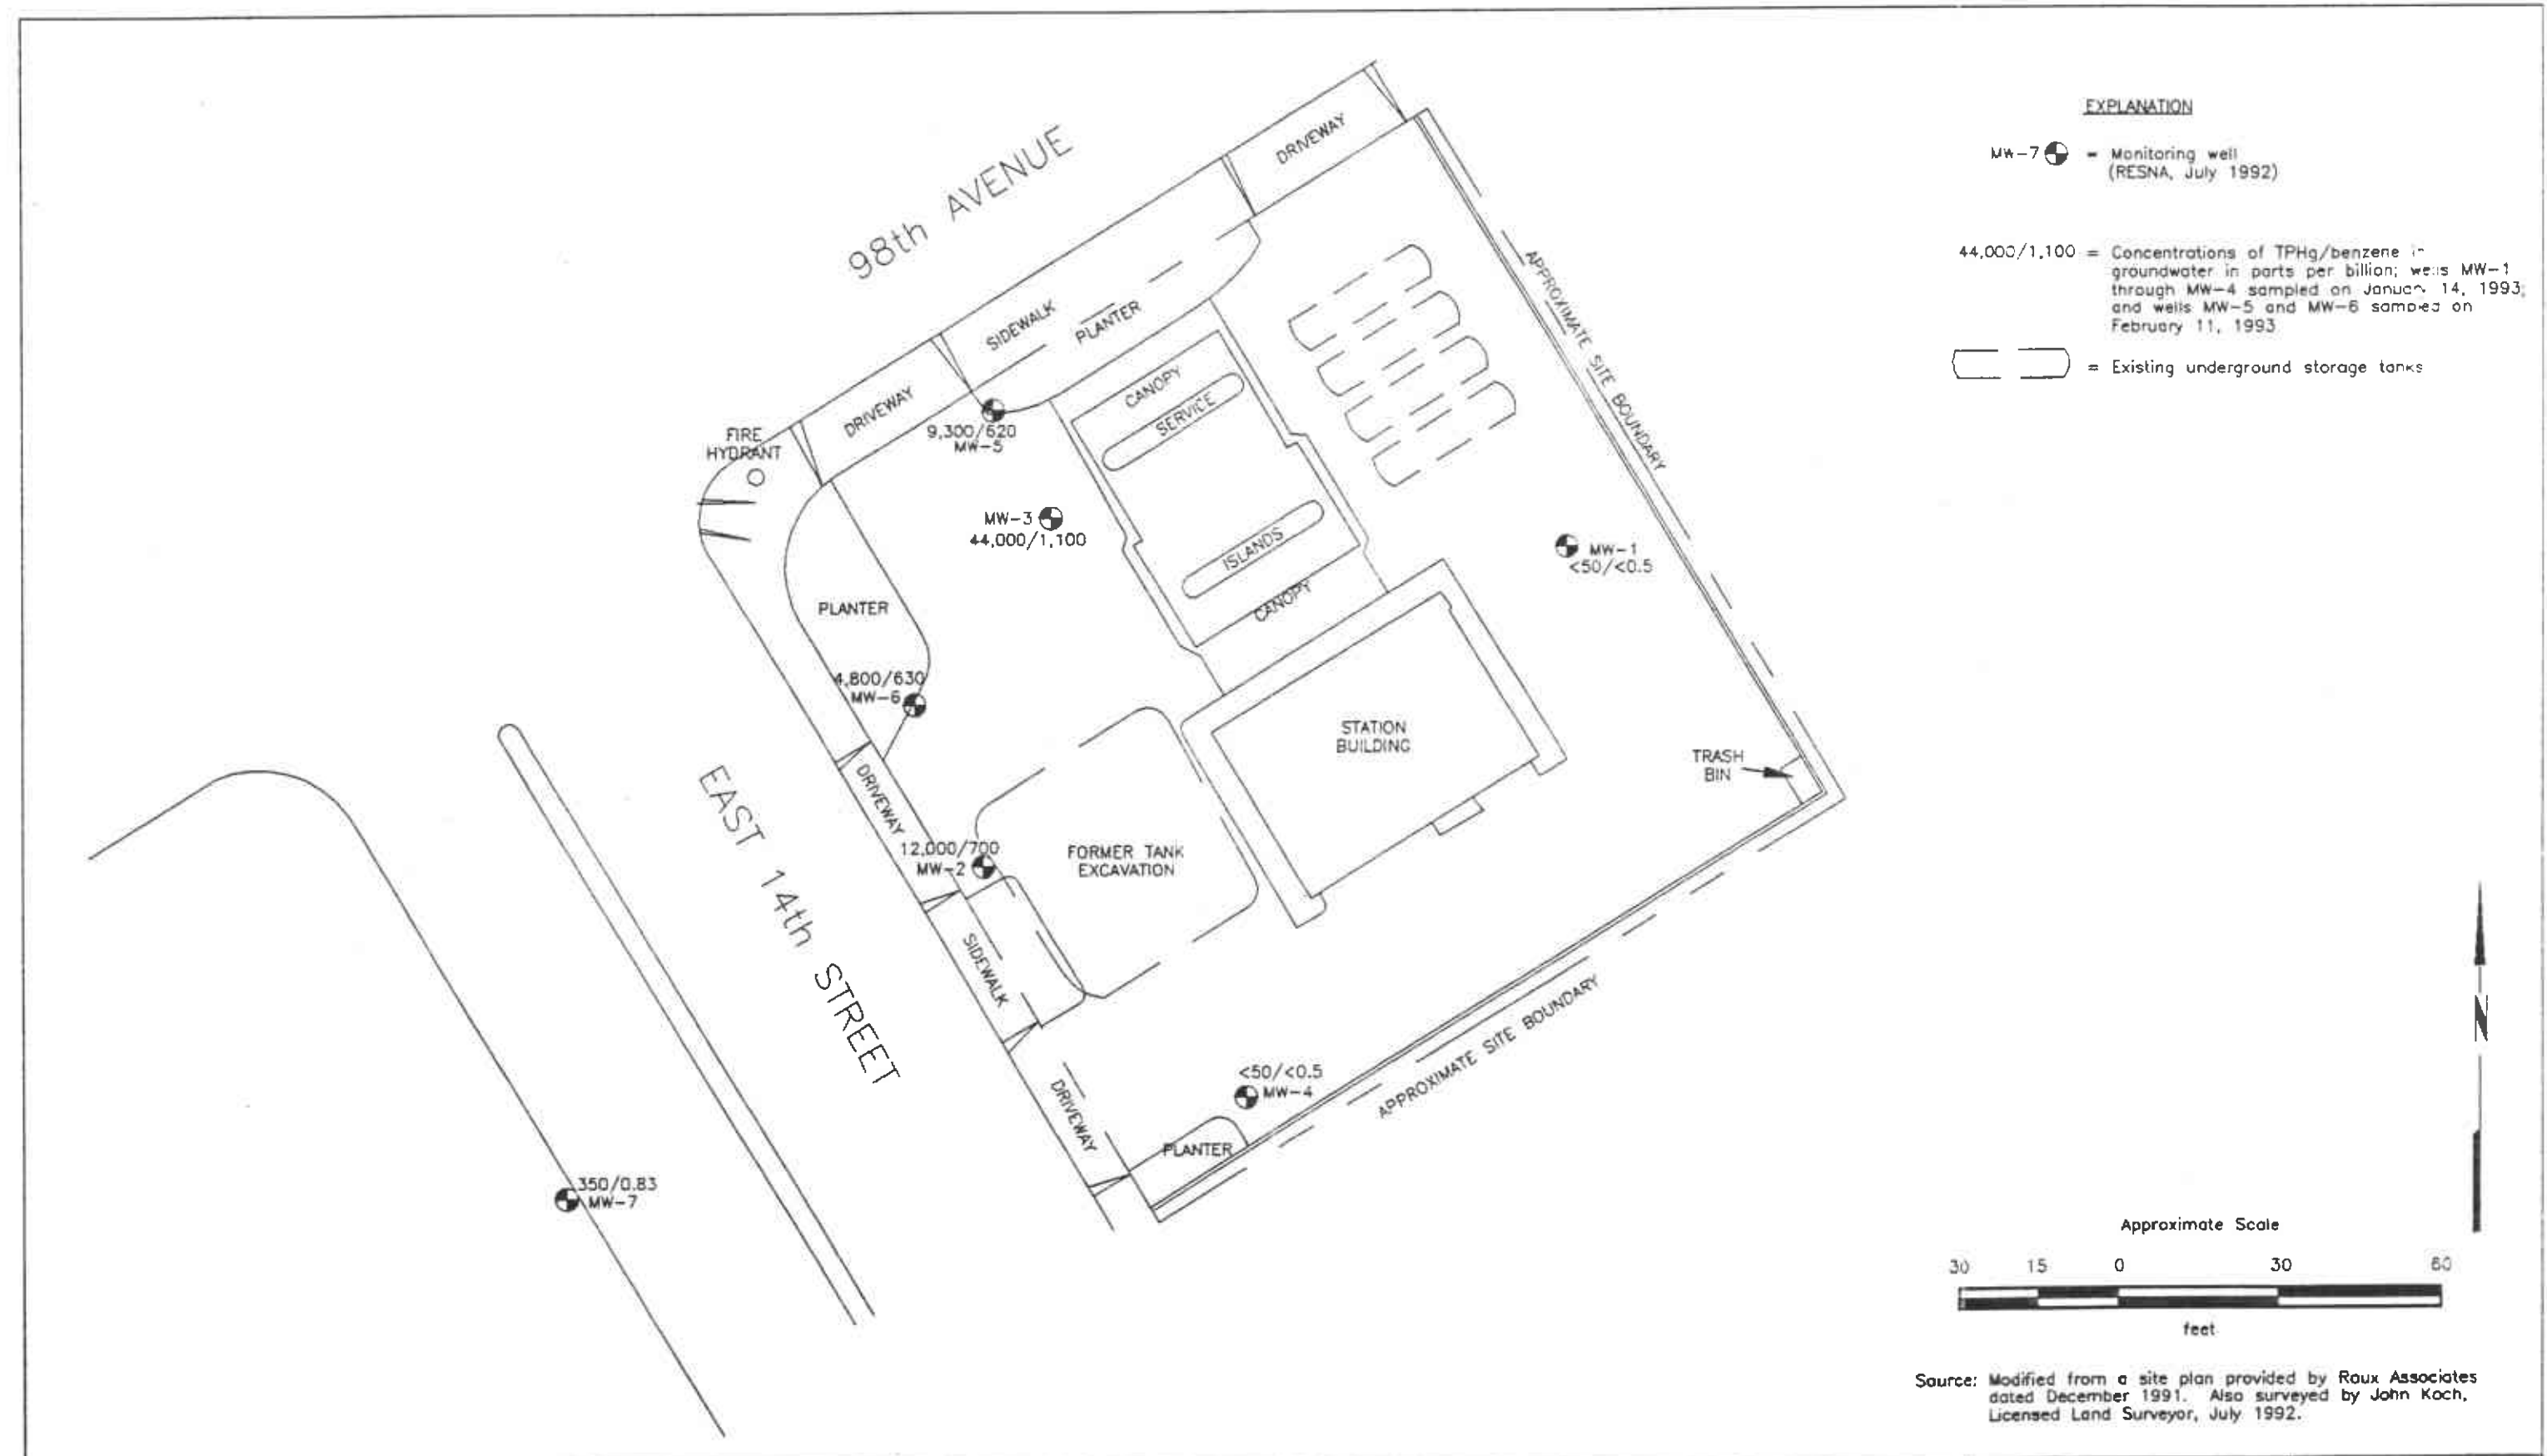 98th AVENUE
DRIVEWAY
SIDEWALK
PLANTER
DRIVEWAY
FIRE
HYDRANT
9,300/620
MW-5
CANOPY
SERVICE
ISLANDS
CANOPY
MW-3
44,000/1,100
APPROXIMATE SITE BOUNDARY
MW-1
<50/<0.5
PLANTER
4,800/630
MW-6
STATION
BUILDING
TRASH
BIN
EAST 14th STREET
DRIVEWAY
12,000/700
MW-2
FORMER TANK
EXCAVATION
SIDEWALK
DRIVEWAY
<50/<0.5
MW-4
PLANTER
APPROXIMATE SITE BOUNDARY
350/0.83
MW-7
EXPLANATION
MW-7 = Monitoring well
(RESNA, July 1992)
44,000/1,100 = Concentrations of TPHg/benzene in
groundwater in parts per billion; wells MW-1
through MW-4 sampled on January 14, 1993;
and wells MW-5 and MW-6 sampled on
February 11, 1993
= Existing underground storage tanks
N
Approximate Scale
30 15 0 30 60
feet
Source: Modified from a site plan provided by Roux Associates
dated December 1991. Also surveyed by John Koch,
Licensed Land Surveyor, July 1992.